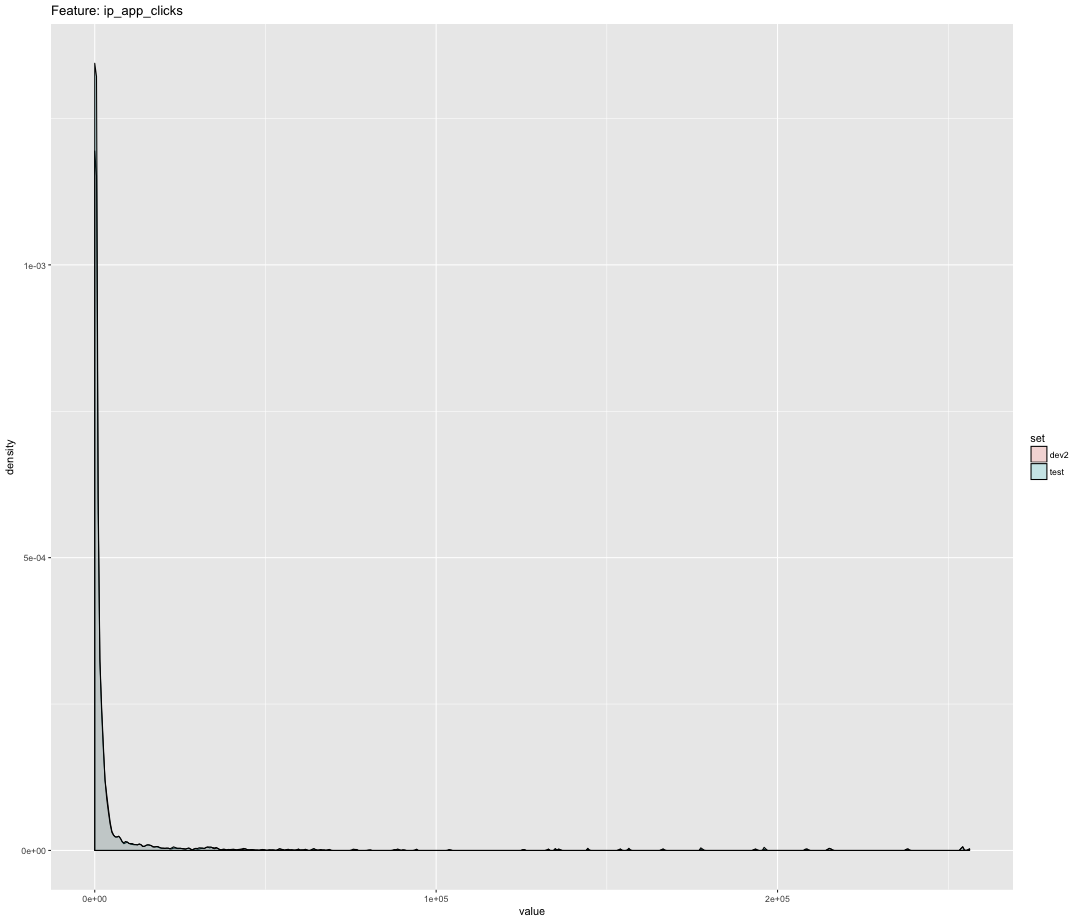 Feature: ip_app_clicks
1e-03
5e-04
0e+00
density
0e+00 1e+05 2e+05
value
set
dev2
test